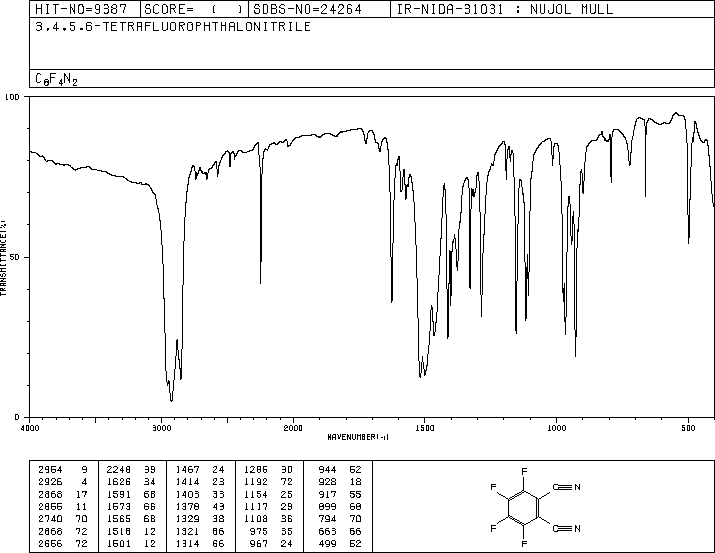 HIT-NO=9387 SCORE= ( ) SDBS-NO=24264 IR-NIDA-31031 : NUJOL MULL
3,4,5,6-TETRAFLUOROPHTHALONITRILE
C8F4N2
100
50
0
TRANSMITTANCE(%)
4000 3000 2000 1500 1000 500
WAVENUMBER(-1)
2954 9 2248 39 1467 24 1286 30 944 52
2926 4 1626 34 1414 23 1192 72 928 18
2868 17 1591 66 1403 33 1154 25 917 55
2855 11 1573 66 1378 43 1117 29 899 68
2740 70 1565 66 1329 38 1108 36 794 70
2668 72 1518 12 1321 66 975 35 663 66
2656 72 1501 12 1314 66 967 24 499 52
F
F C≡N
F C≡N
F